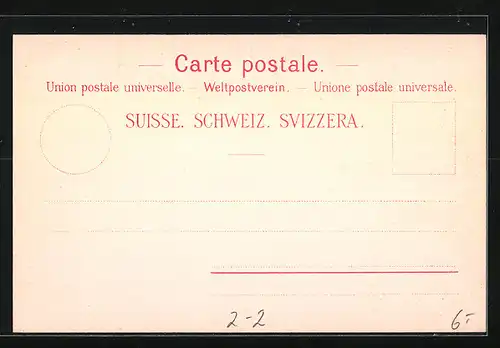 — Carte postale. —
Union postale universelle. — Weltpostverein. — Unione postale universale.
SUISSE. SCHWEIZ. SVIZZERA.
2-2 6.-